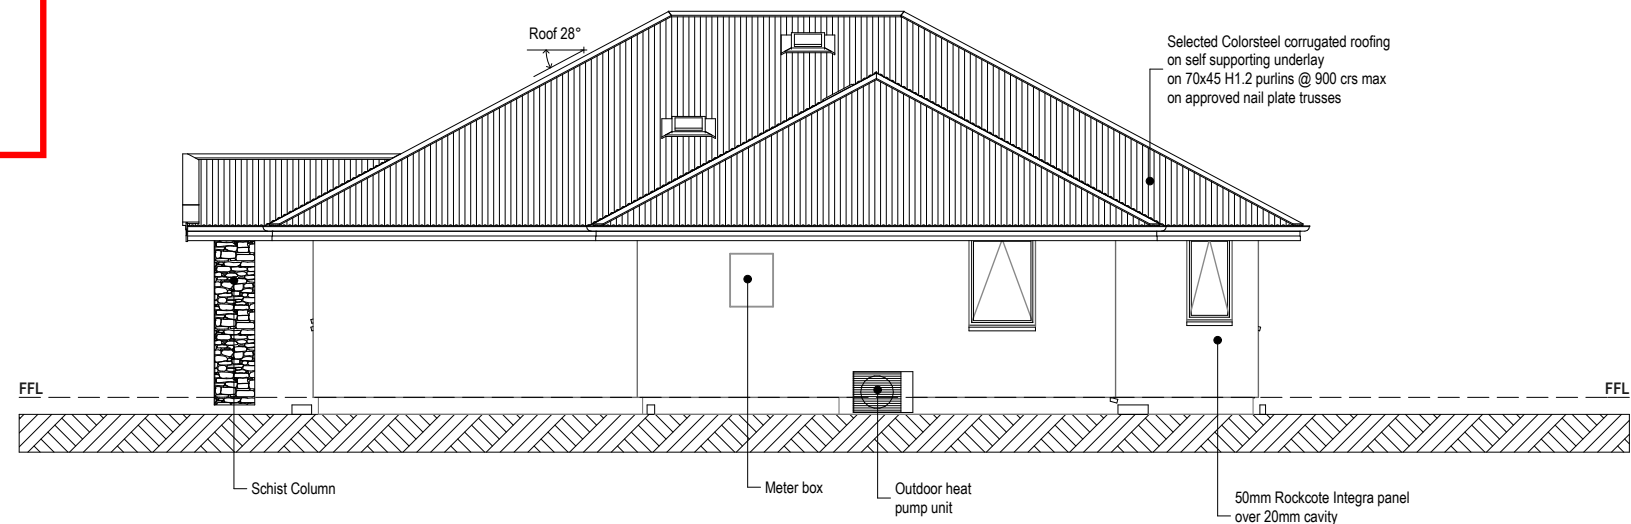 Roof 28°
Selected Colorsteel corrugated roofing
on self supporting underlay
on 70x45 H1.2 purlins @ 900 crs max
on approved nail plate trusses
FFL
FFL
Schist Column
Meter box
Outdoor heat
pump unit
50mm Rockcote Integra panel
over 20mm cavity